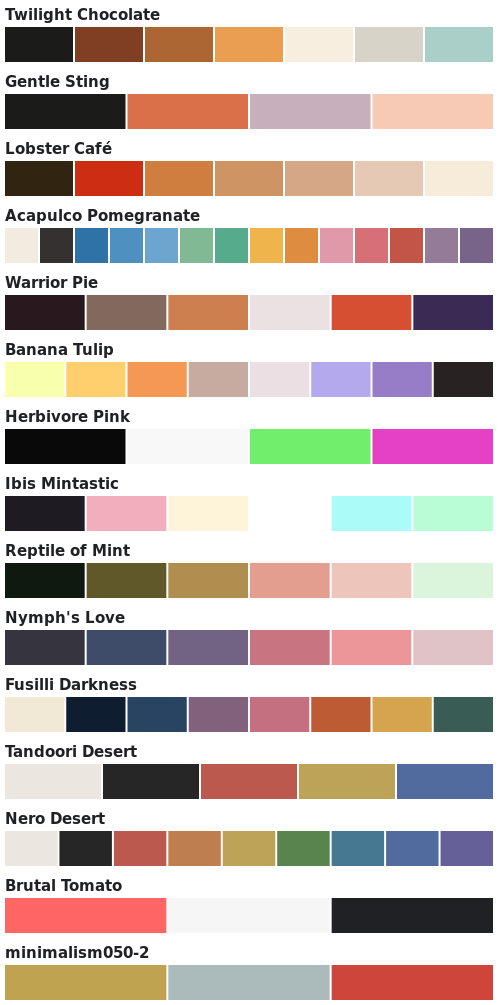 Twilight Chocolate
Gentle Sting
Lobster Café
Acapulco Pomegranate
Warrior Pie
Banana Tulip
Herbivore Pink
Ibis Mintastic
Reptile of Mint
Nymph's Love
Fusilli Darkness
Tandoori Desert
Nero Desert
Brutal Tomato
minimalism050-2